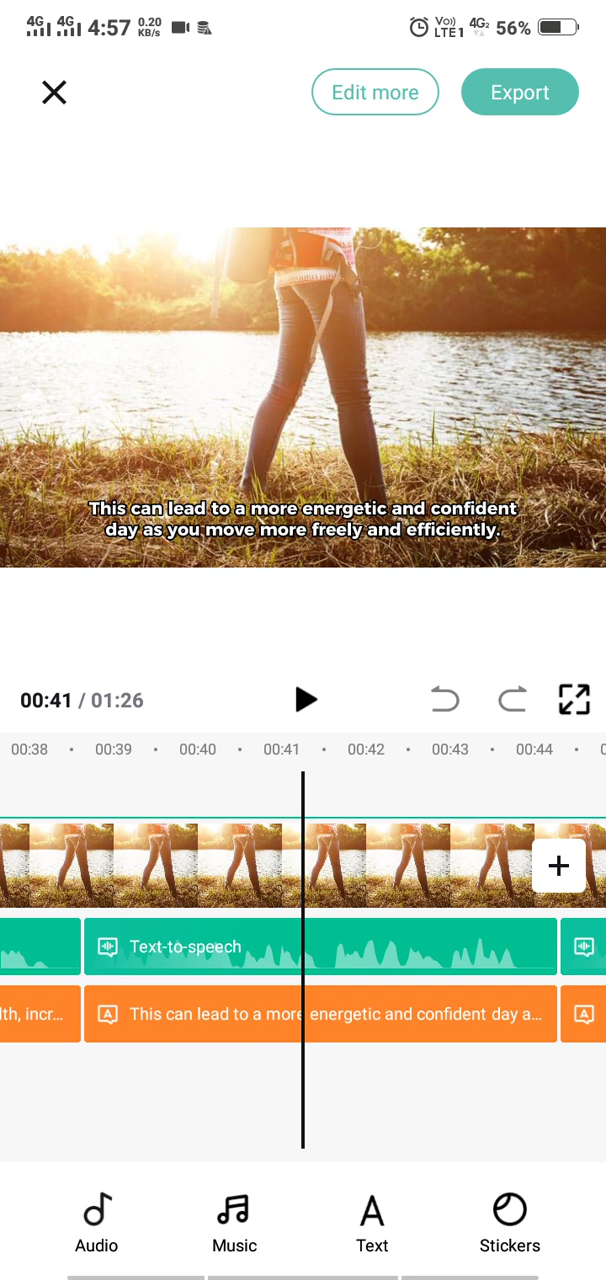 4G 4G 4:57 0.20 KB/s Vo)) LTE1 4G2 56%
Edit more
Export
This can lead to a more energetic and confident
day as you move more freely and efficiently.
00:41 / 01:26
00:38 • 00:39 • 00:40 • 00:41 • 00:42 • 00:43 • 00:44 •
Text-to-speech
lth, incr...
A This can lead to a more energetic and confident day a...
A
Audio
Music
Text
Stickers